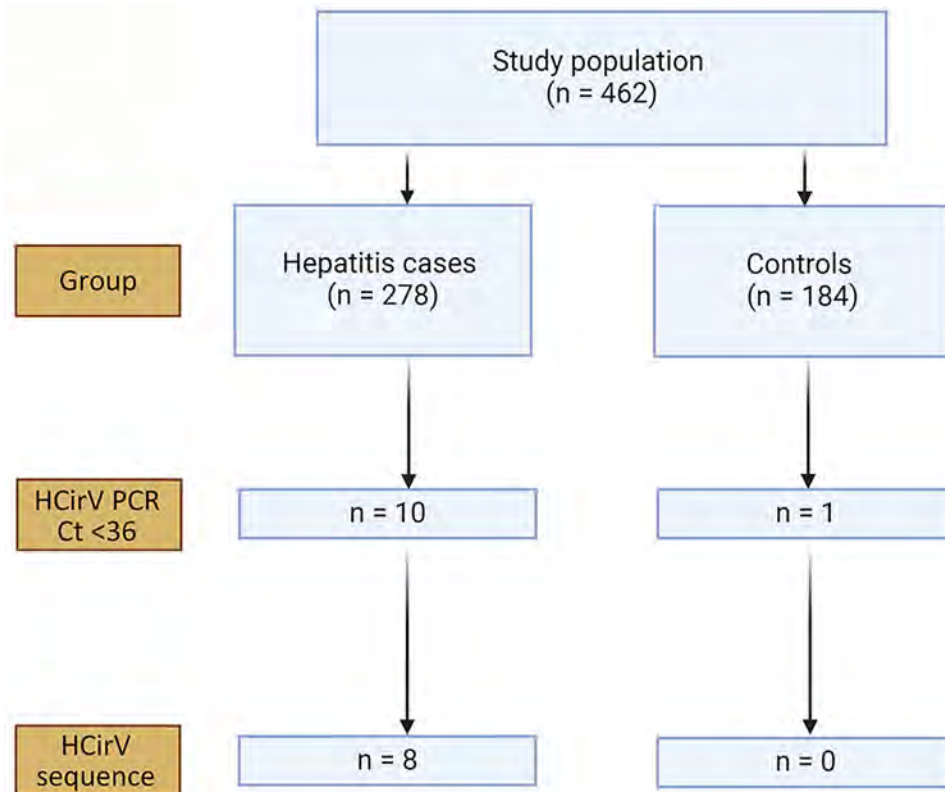 Study population
(n = 462)
Group
Hepatitis cases
(n = 278)
Controls
(n = 184)
HCirV PCR
Ct <36
n = 10
n = 1
HCirV
sequence
n = 8
n = 0